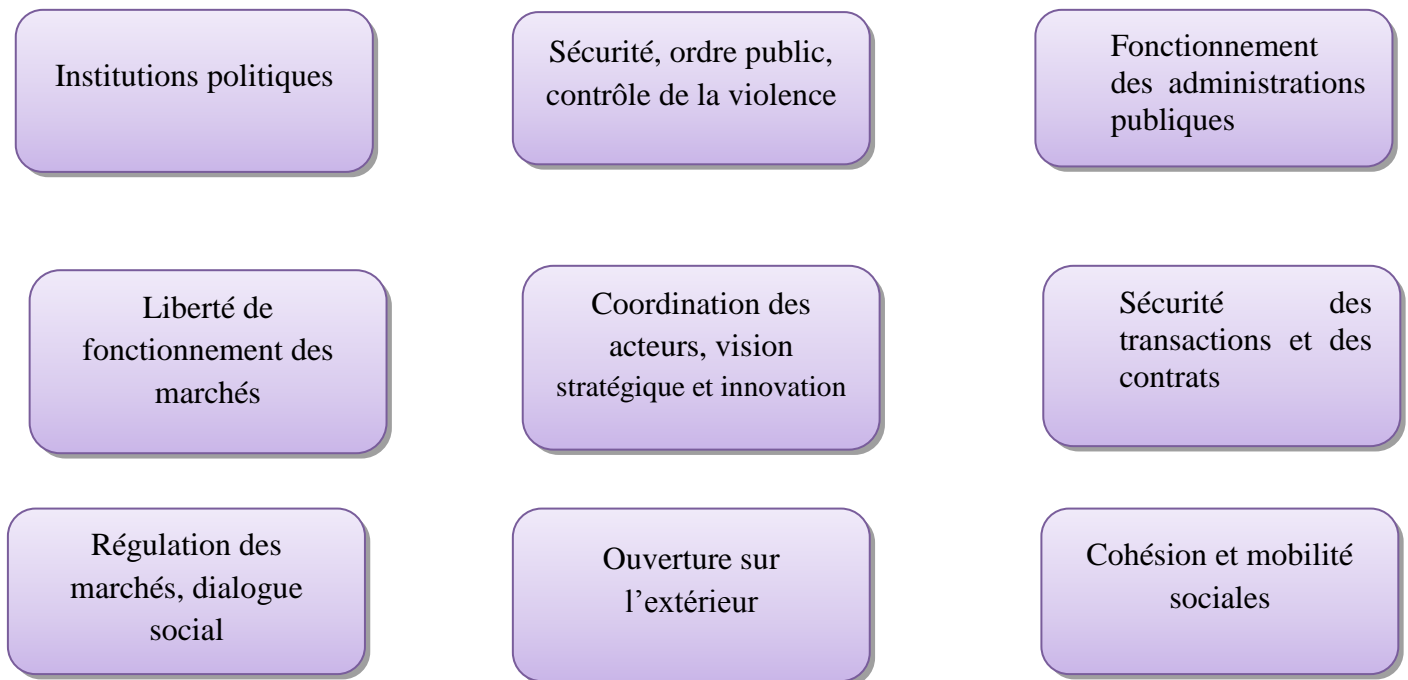 Institutions politiques
Sécurité, ordre public,
contrôle de la violence
Fonctionnement
des administrations
publiques
Liberté de
fonctionnement des
marchés
Coordination des
acteurs, vision
stratégique et innovation
Sécurité des
transactions et des
contrats
Régulation des
marchés, dialogue
social
Ouverture sur
l’extérieur
Cohésion et mobilité
sociales